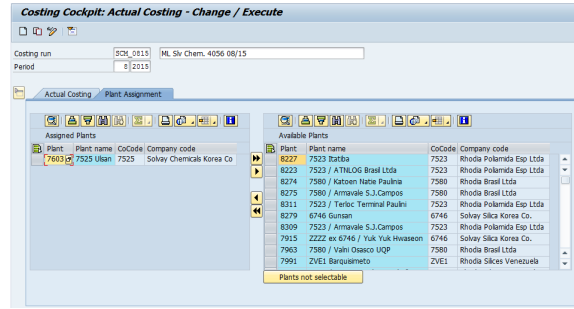 Costing Cockpit: Actual Costing - Change / Execute
Costing run SCM_0815 ML Slv Chem. 4056 08/15
Period 8 2015
Actual Costing Plant Assignment
Assigned Plants
Plant Plant name CoCode Company code
7603 7525 Ulsan 7525 Solvay Chemicals Korea Co
Available Plants
Plant Plant name CoCode Company code
8227 7523 Itatiba 7523 Rhodia Poliamida Esp Ltda
8223 7523 / ATNLOG Brasil Ltda 7523 Rhodia Poliamida Esp Ltda
8274 7580 / Katoen Natie Paulinia 7580 Rhodia Brasil Ltda
8275 7580 / Armavale S.J.Campos 7580 Rhodia Brasil Ltda
8311 7523 / Terloc Terminal Paulini 7523 Rhodia Poliamida Esp Ltda
8279 6746 Gunsan 6746 Solvay Silica Korea Co.
8309 7523 / Armavale S.J.Campos 7523 Rhodia Poliamida Esp Ltda
7915 ZZZZ ex 6746 / Yuk Yuk Hwaseon 6746 Solvay Silica Korea Co.
7963 7580 / Valni Osasco UQP 7580 Rhodia Brasil Ltda
7991 ZVE1 Barquisimeto ZVE1 Rhodia Silices Venezuela
Plants not selectable